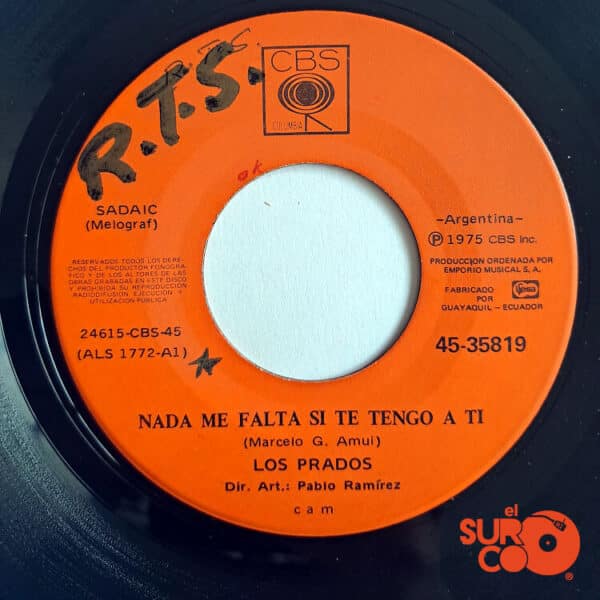 R.T.S.
R.T.S.
CBS
COLUMBIA
ok
SADAIC
(Melograf)
RESERVADOS TODOS LOS DERE-
CHOS DEL PRODUCTOR FONOGRA-
FICO Y DE LOS AUTORES DE LAS
OBRAS GRABADAS EN ESTE DISCO
Y PROHIBIDA SU REPRODUCCION
RADIODIFUSION EJECUCION Y
UTILIZACION PUBLICA
24615-CBS-45
(ALS 1772-A1)
-Argentina-
Ⓟ 1975 CBS Inc.
PRODUCCION ORDENADA POR
EMPORIO MUSICAL S, A,
FABRICADO
POR
GUAYAQUIL - ECUADOR
45-35819
NADA ME FALTA SI TE TENGO A TI
(Marcelo G. Amui)
LOS PRADOS
Dir. Art.: Pablo Ramírez
c a m
el
SUR
CO
®